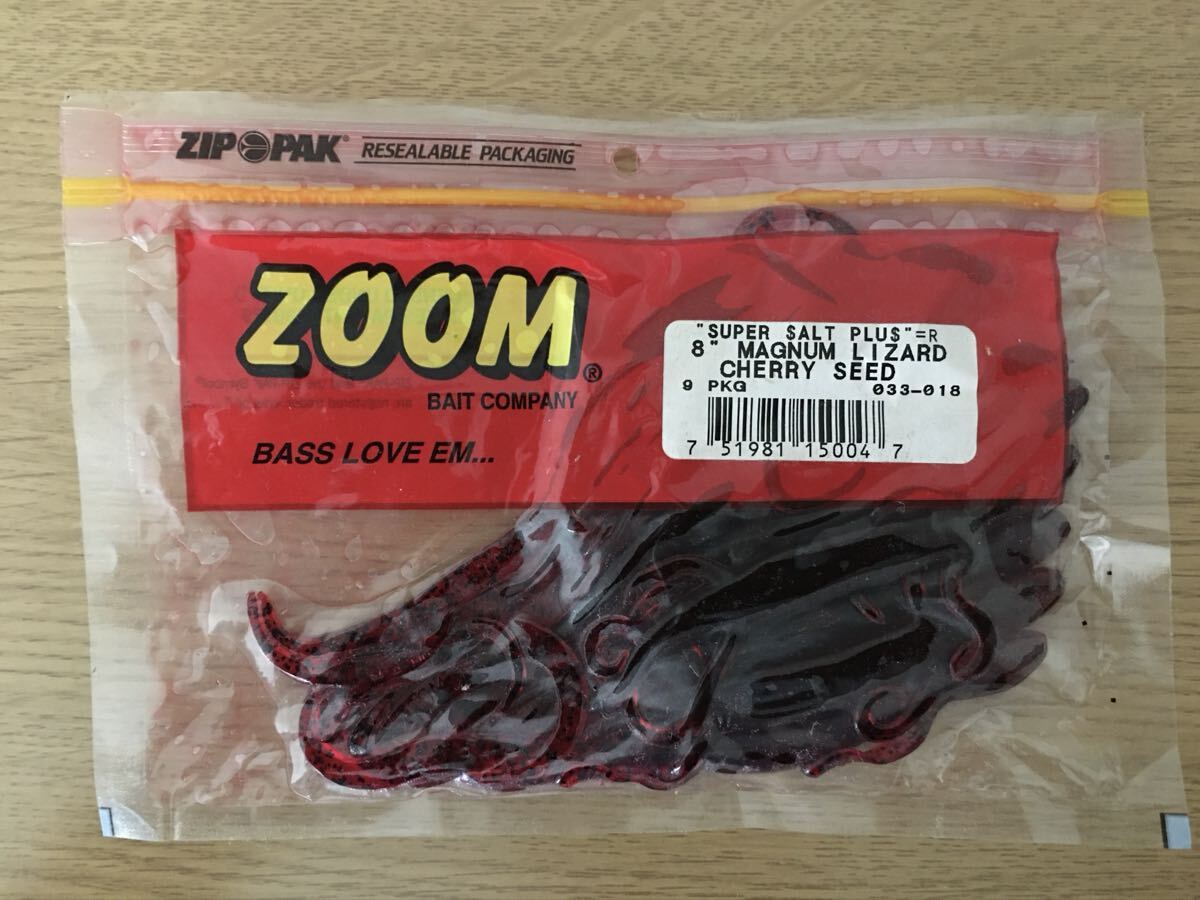 ZIP PAK® RESEALABLE PACKAGING
ZOOM®
BAIT COMPANY
BASS LOVE EM...
"SUPER SALT PLUS"=R
8" MAGNUM LIZARD
CHERRY SEED
9 PKG 033-018
7 51981 15004 7